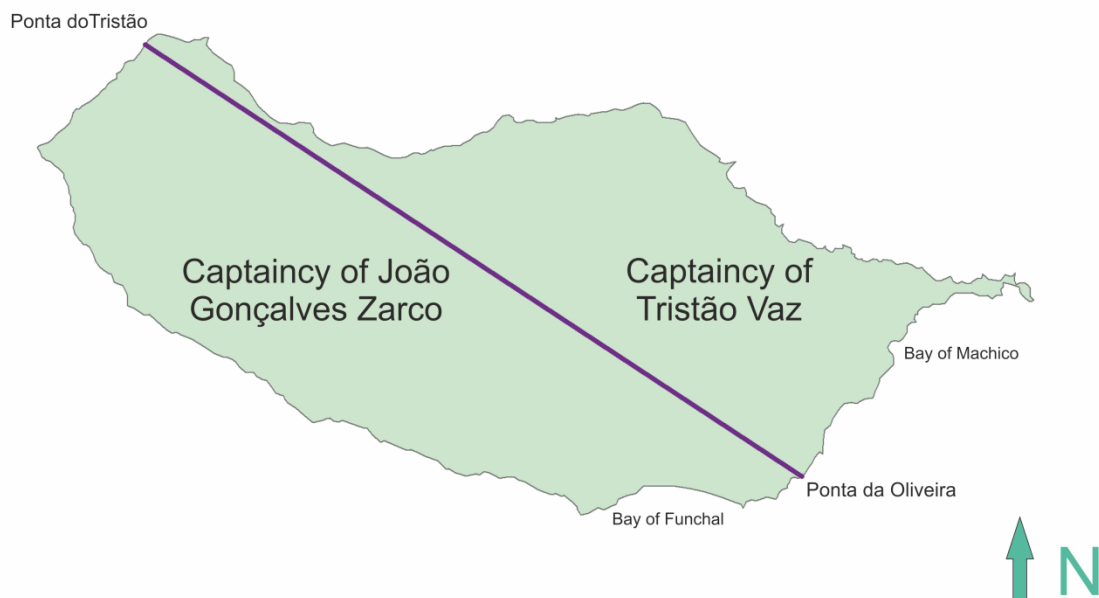 Ponta doTristão
Captaincy of João
Gonçalves Zarco
Captaincy of
Tristão Vaz
Bay of Machico
Ponta da Oliveira
Bay of Funchal
N